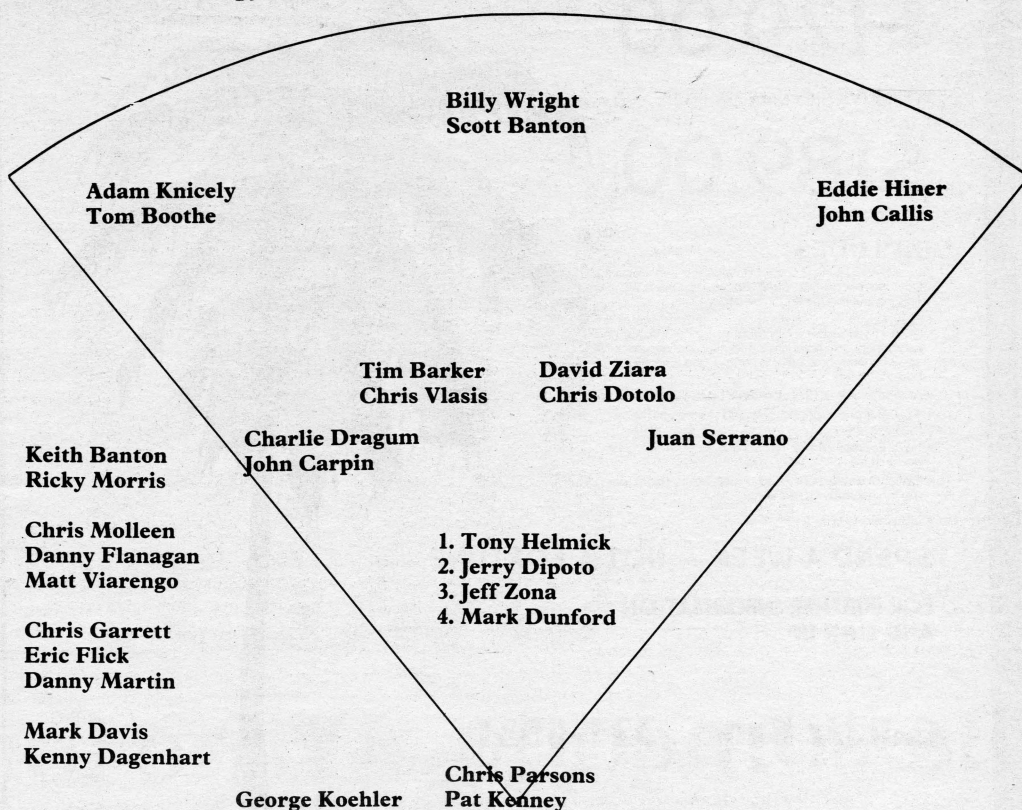 Billy Wright
Scott Banton
Adam Knicely
Tom Boothe
Eddie Hiner
John Callis
Tim Barker
Chris Vlasis
David Ziara
Chris Dotolo
Charlie Dragum
John Carpin
Juan Serrano
Keith Banton
Ricky Morris
Chris Molleen
Danny Flanagan
Matt Viarengo
1. Tony Helmick
2. Jerry Dipoto
3. Jeff Zona
4. Mark Dunford
Chris Garrett
Eric Flick
Danny Martin
Mark Davis
Kenny Dagenhart
Chris Parsons
George Koehler Pat Kenney